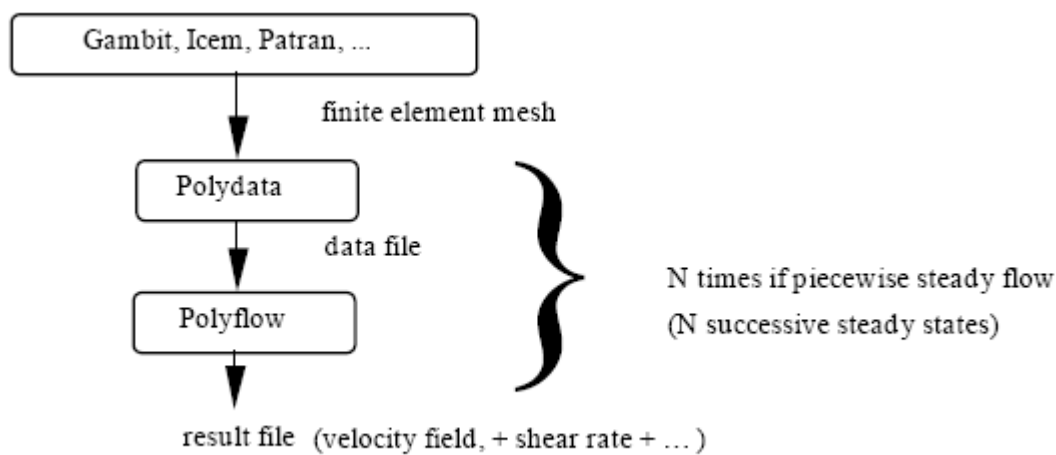 Gambit, Icem, Patran, ...
finite element mesh
Polydata
data file
Polyflow
N times if piecewise steady flow
(N successive steady states)
result file (velocity field, + shear rate + ... )